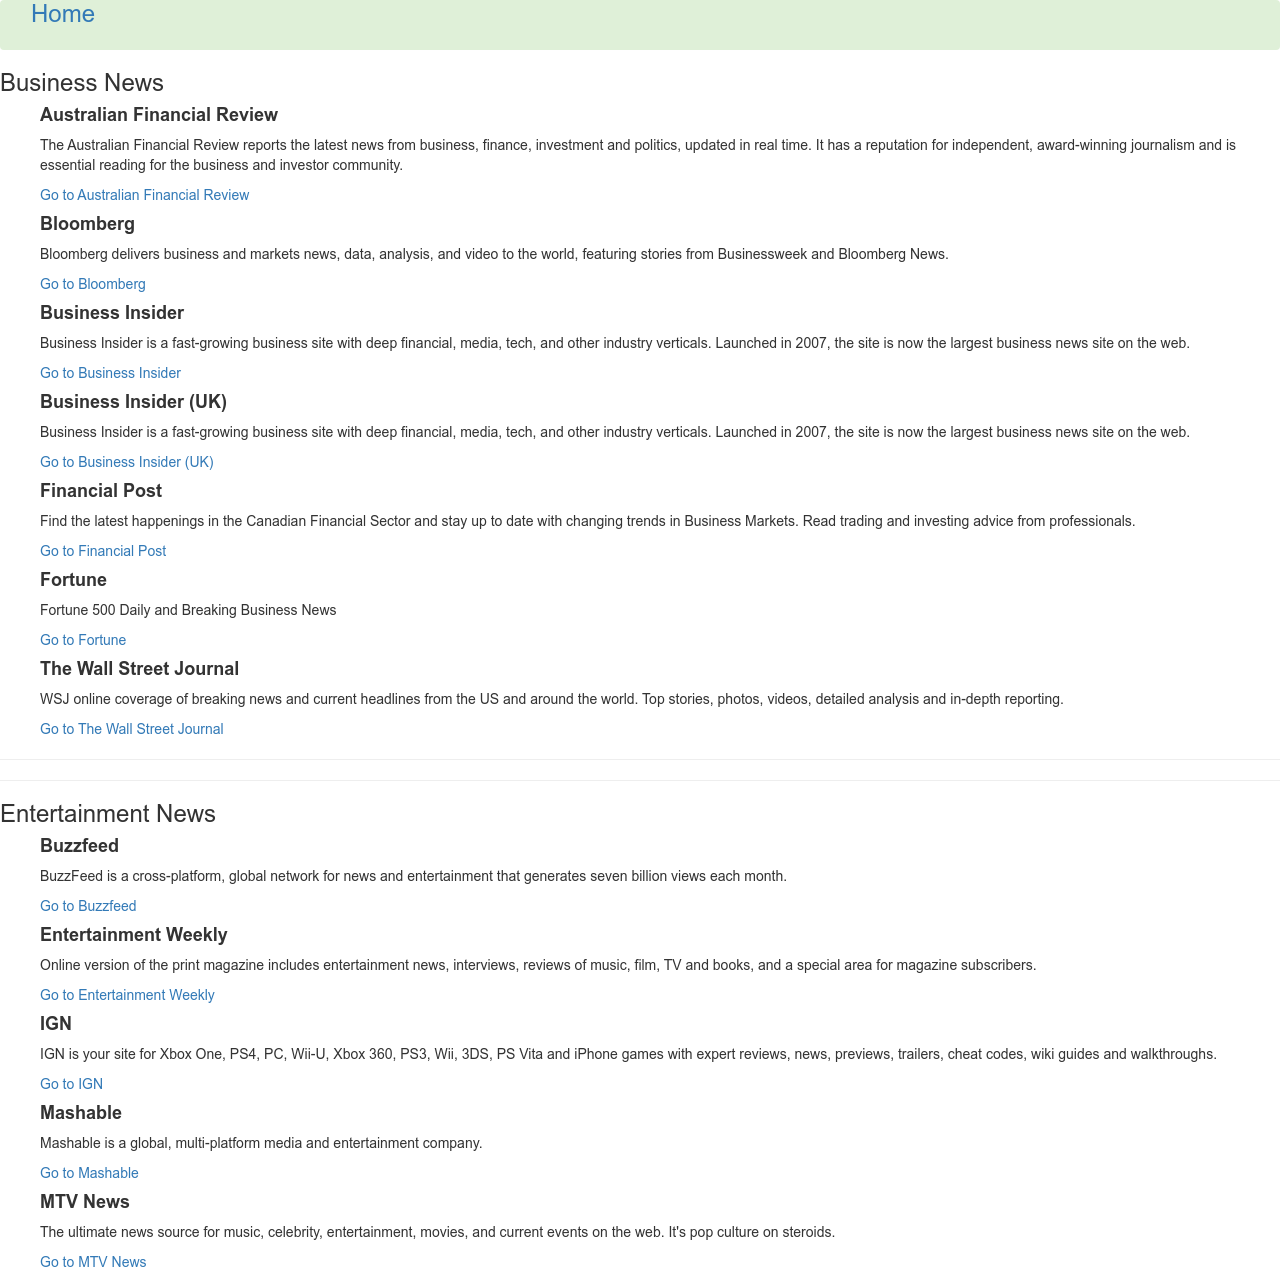 Home
Business News
Australian Financial Review
The Australian Financial Review reports the latest news from business, finance, investment and politics, updated in real time. It has a reputation for independent, award-winning journalism and is
essential reading for the business and investor community.
Go to Australian Financial Review
Bloomberg
Bloomberg delivers business and markets news, data, analysis, and video to the world, featuring stories from Businessweek and Bloomberg News.
Go to Bloomberg
Business Insider
Business Insider is a fast-growing business site with deep financial, media, tech, and other industry verticals. Launched in 2007, the site is now the largest business news site on the web.
Go to Business Insider
Business Insider (UK)
Business Insider is a fast-growing business site with deep financial, media, tech, and other industry verticals. Launched in 2007, the site is now the largest business news site on the web.
Go to Business Insider (UK)
Financial Post
Find the latest happenings in the Canadian Financial Sector and stay up to date with changing trends in Business Markets. Read trading and investing advice from professionals.
Go to Financial Post
Fortune
Fortune 500 Daily and Breaking Business News
Go to Fortune
The Wall Street Journal
WSJ online coverage of breaking news and current headlines from the US and around the world. Top stories, photos, videos, detailed analysis and in-depth reporting.
Go to The Wall Street Journal
Entertainment News
Buzzfeed
BuzzFeed is a cross-platform, global network for news and entertainment that generates seven billion views each month.
Go to Buzzfeed
Entertainment Weekly
Online version of the print magazine includes entertainment news, interviews, reviews of music, film, TV and books, and a special area for magazine subscribers.
Go to Entertainment Weekly
IGN
IGN is your site for Xbox One, PS4, PC, Wii-U, Xbox 360, PS3, Wii, 3DS, PS Vita and iPhone games with expert reviews, news, previews, trailers, cheat codes, wiki guides and walkthroughs.
Go to IGN
Mashable
Mashable is a global, multi-platform media and entertainment company.
Go to Mashable
MTV News
The ultimate news source for music, celebrity, entertainment, movies, and current events on the web. It's pop culture on steroids.
Go to MTV News